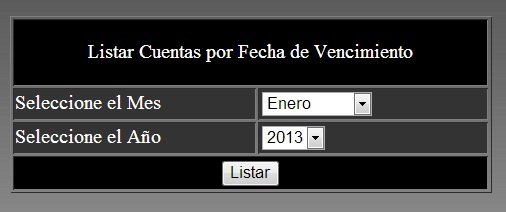 Listar Cuentas por Fecha de Vencimiento
Seleccione el Mes Enero
Seleccione el Año 2013
Listar